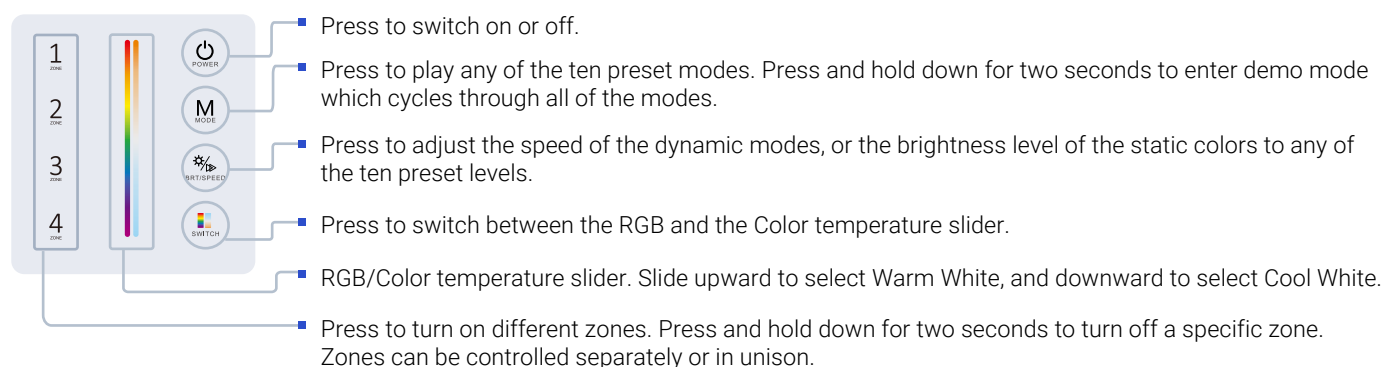 1
ZONE
2
ZONE
3
ZONE
4
ZONE
POWER
M
MODE
BRT/SPEED
SWITCH
Press to switch on or off.
Press to play any of the ten preset modes. Press and hold down for two seconds to enter demo mode
which cycles through all of the modes.
Press to adjust the speed of the dynamic modes, or the brightness level of the static colors to any of
the ten preset levels.
Press to switch between the RGB and the Color temperature slider.
RGB/Color temperature slider. Slide upward to select Warm White, and downward to select Cool White.
Press to turn on different zones. Press and hold down for two seconds to turn off a specific zone.
Zones can be controlled separately or in unison.